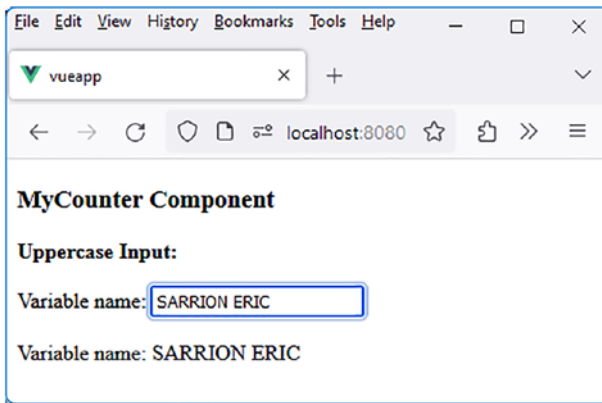 File Edit View History Bookmarks Tools Help
vueapp
localhost:8080
MyCounter Component
Uppercase Input:
Variable name: SARRION ERIC
Variable name: SARRION ERIC